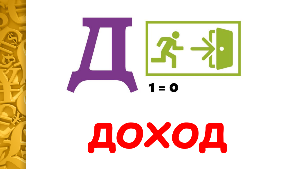 Д
1 = О
ДОХОД